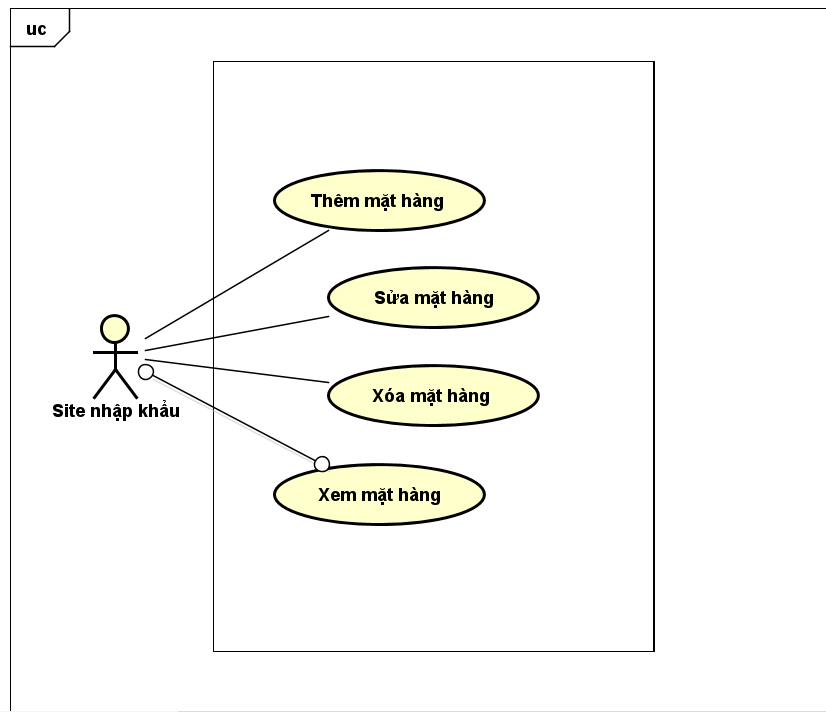 uc
Thêm mặt hàng
Sửa mặt hàng
Xóa mặt hàng
Site nhập khẩu
Xem mặt hàng